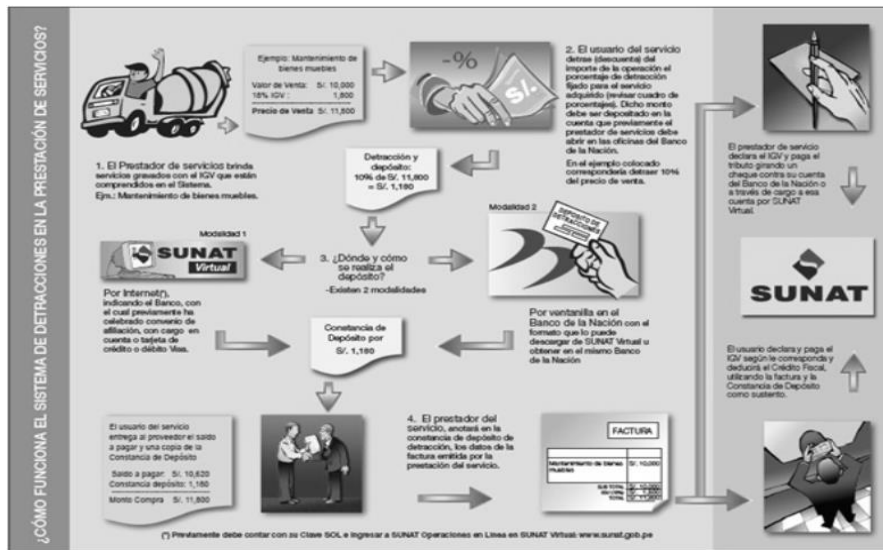 ¿CÓMO FUNCIONA EL SISTEMA DE DETRACCIONES EN LA PRESTACIÓN DE SERVICIOS?
Ejemplo: Mantenimiento de
bienes muebles
Valor de Venta: S/. 10,000
18% IGV : 1,800
Precio de Venta S/. 11,800
-%
S/.
1. El Prestador de servicios brinda
servicios gravados con el IGV que están
comprendidos en el Sistema.
Ejm.: Mantenimiento de bienes muebles.
2. El usuario del servicio
detrae (descuenta) del
importe de la operación el
porcentaje de detracción
fijado para el servicio
adquirido (revisar cuadro de
porcentajes). Dicho monto
debe ser depositado en la
cuenta que previamente el
prestador de servicios debe
abrir en las oficinas del Banco
de la Nación.
En el ejemplo colocado
correspondería detraer 10%
del precio de venta.
Detracción y
depósito:
10% de S/. 11,800
= S/. 1,180
Modalidad 1
SUNAT
Virtual
3. ¿Dónde y cómo
se realiza el
depósito?
-Existen 2 modalidades
Modalidad 2
DEPOSITO DE
DETRACCIONES
Por Internet(*),
indicando el Banco, con
el cual previamente ha
celebrado convenio de
afiliación, con cargo en
cuenta o tarjeta de
crédito o débito Visa.
Constancia de
Depósito por
S/. 1,180
Por ventanilla en el
Banco de la Nación con el
formato que lo puede
descargar de SUNAT Virtual u
obtener en el mismo Banco
de la Nación
El usuario del servicio
entrega al proveedor el saldo
a pagar y una copia de la
Constancia de Depósito
Saldo a pagar: S/. 10,620
Constancia depósito: 1,180
Monto Compra S/. 11,800
4. El prestador del
servicio, anotará en la
constancia de depósito de
detracción, los datos de la
factura emitida por la
prestación del servicio.
FACTURA
Mantenimiento de bienes
muebles
S/. 10,000
SUB TOTAL S/. 10,000
TOTAL S/. 11,800
El prestador de servicio
declara el IGV y paga el
tributo girando un
cheque contra su cuenta
del Banco de la Nación o
a través de cargo a esa
cuenta por SUNAT
Virtual.
SUNAT
El usuario declara y paga el
IGV según le corresponda y
deducirá el Crédito Fiscal,
utilizando la factura y la
Constancia de Depósito
como sustento.
(*) Previamente debe contar con su Clave SOL e ingresar a SUNAT Operaciones en Línea en SUNAT Virtual: www.sunat.gob.pe